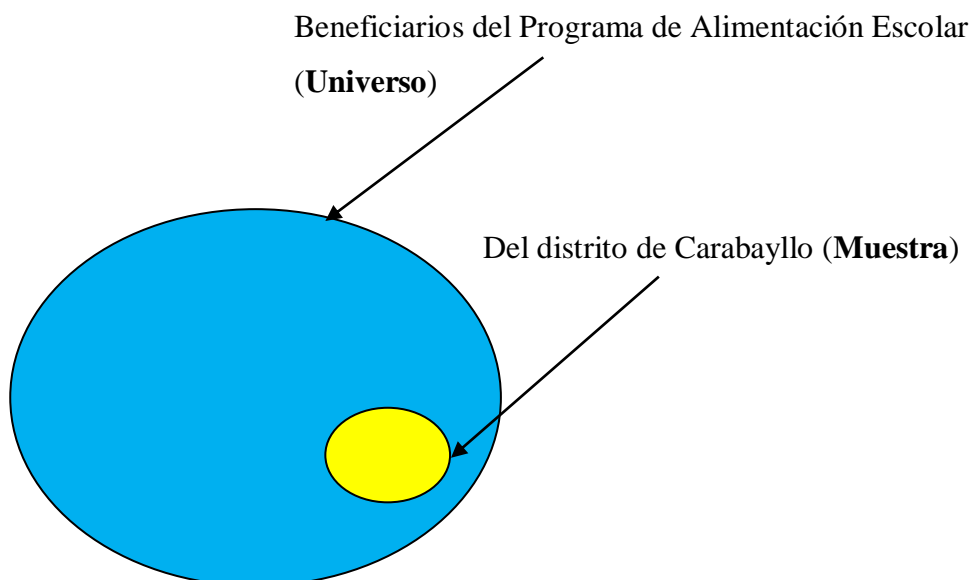 Beneficiarios del Programa de Alimentación Escolar
(Universo)
Del distrito de Carabayllo (Muestra)